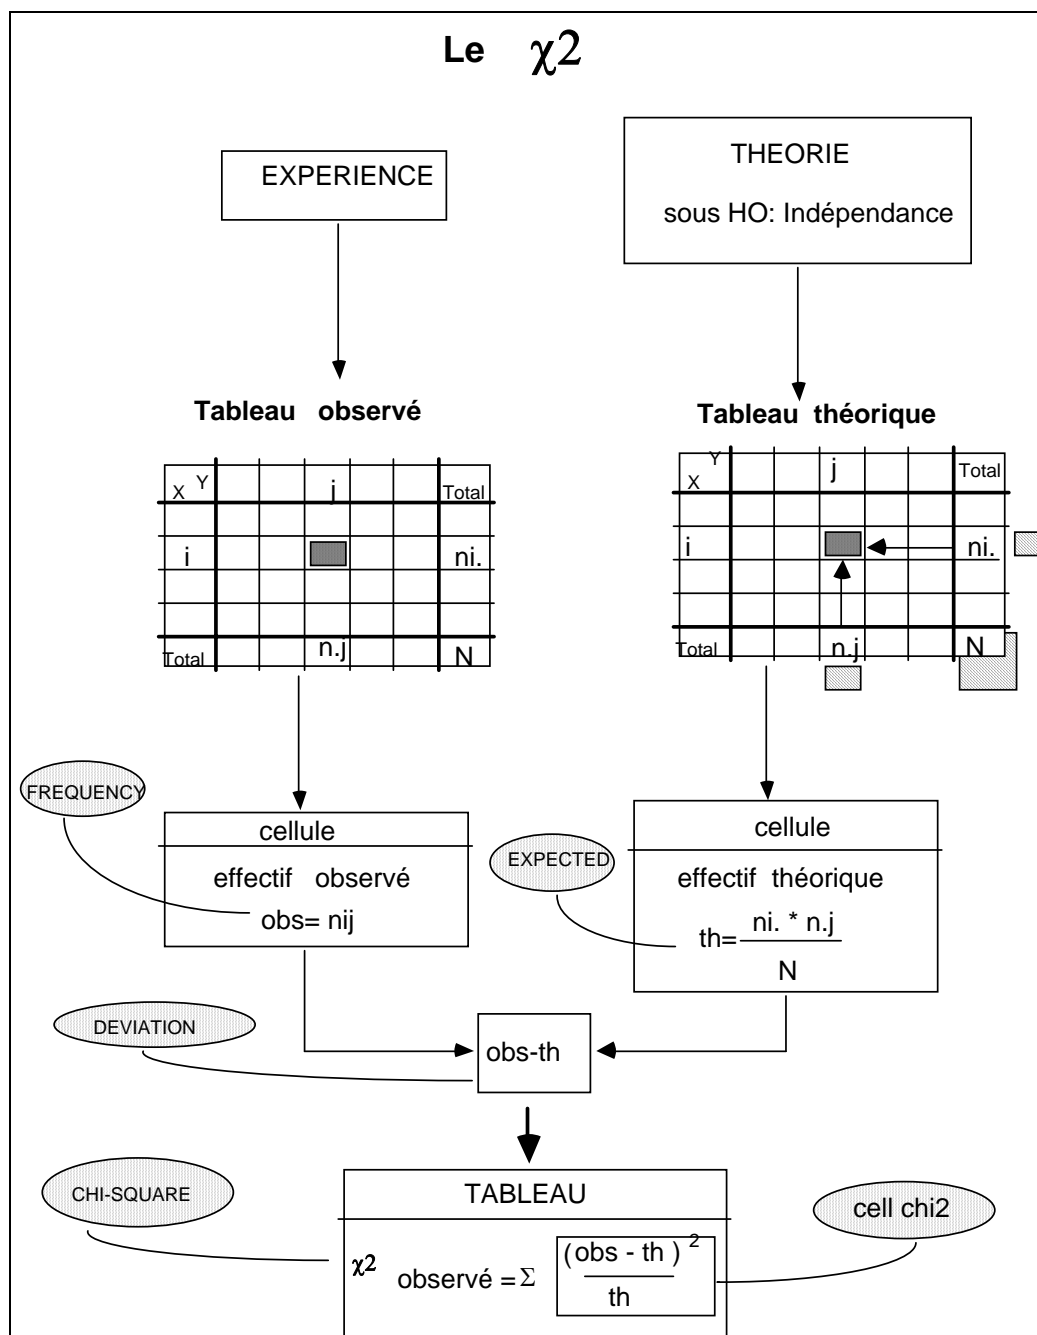 Le χ2
EXPERIENCE
THEORIE
sous HO: Indépendance
Tableau observé
Tableau théorique
X Y j Total
i ni.
Total n.j N
X Y j Total
i ni.
Total n.j N
FREQUENCY
cellule
effectif observé
obs= nij
EXPECTED
cellule
effectif théorique
th= ni. * n.j
N
DEVIATION
obs-th
CHI-SQUARE
TABLEAU
cell chi2
χ2 observé = Σ (obs - th ) 2
th